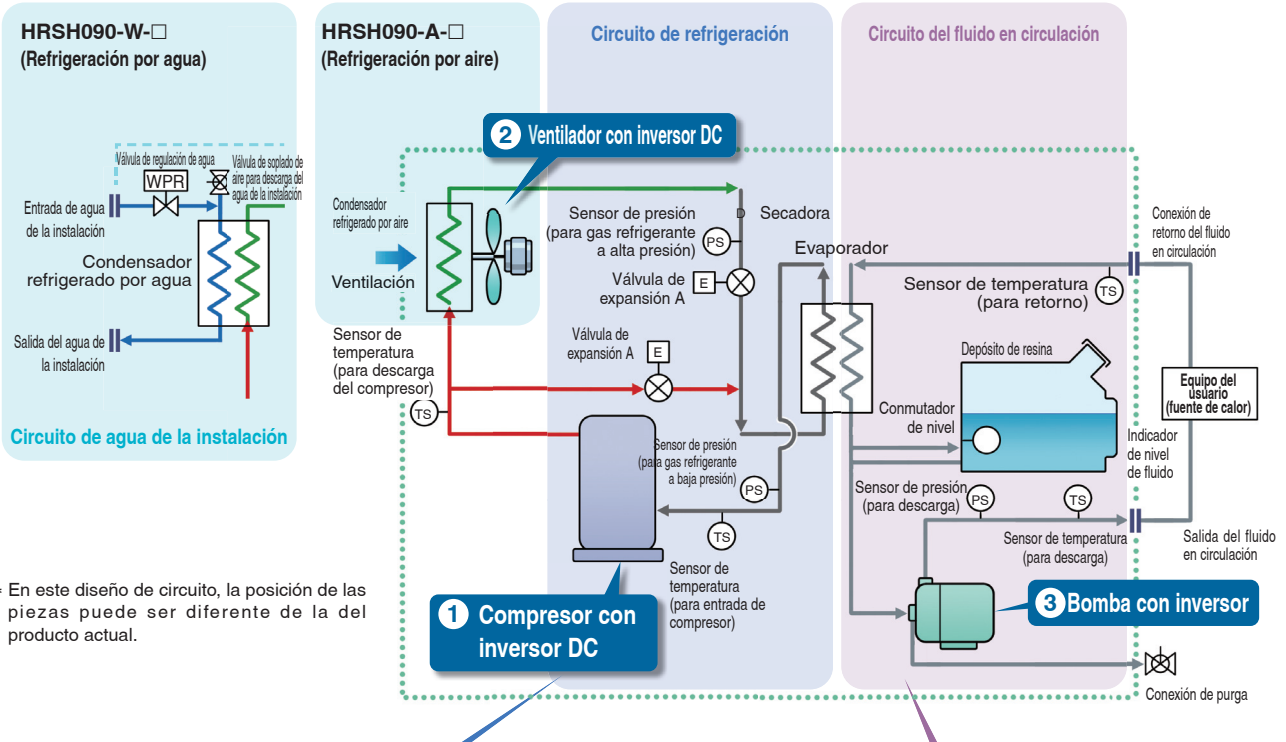 HRSH090-W-□
(Refrigeración por agua)
Válvula de regulación de agua
WPR
Válvula de soplado de
aire para descarga del
agua de la instalación
Entrada de agua
de la instalación
Condensador
refrigerado por agua
Salida del agua de
la instalación
Circuito de agua de la instalación
HRSH090-A-□
(Refrigeración por aire)
Condensador
refrigerado por aire
Ventilación
2 Ventilador con inversor DC
Sensor de
temperatura
(para descarga
del compresor)
TS
Circuito de refrigeración
Sensor de presión
(para gas refrigerante
a alta presión)
PS
D
Secadora
Evaporador
Válvula de
expansión A
E
Válvula de
expansión A
E
Sensor de presión
(para gas refrigerante
a baja presión)
PS
TS
Sensor de
temperatura
(para entrada de
compresor)
1 Compresor con
inversor DC
Circuito del fluido en circulación
Sensor de temperatura
(para retorno)
TS
Conexión de
retorno del fluido
en circulación
Depósito de resina
Conmutador
de nivel
Indicador
de nivel
de fluido
Equipo del
usuario
(fuente de calor)
Sensor de presión
(para descarga)
PS
TS
Sensor de temperatura
(para descarga)
Salida del fluido
en circulación
3 Bomba con inversor
Conexión de purga
* En este diseño de circuito, la posición de las
piezas puede ser diferente de la del
producto actual.